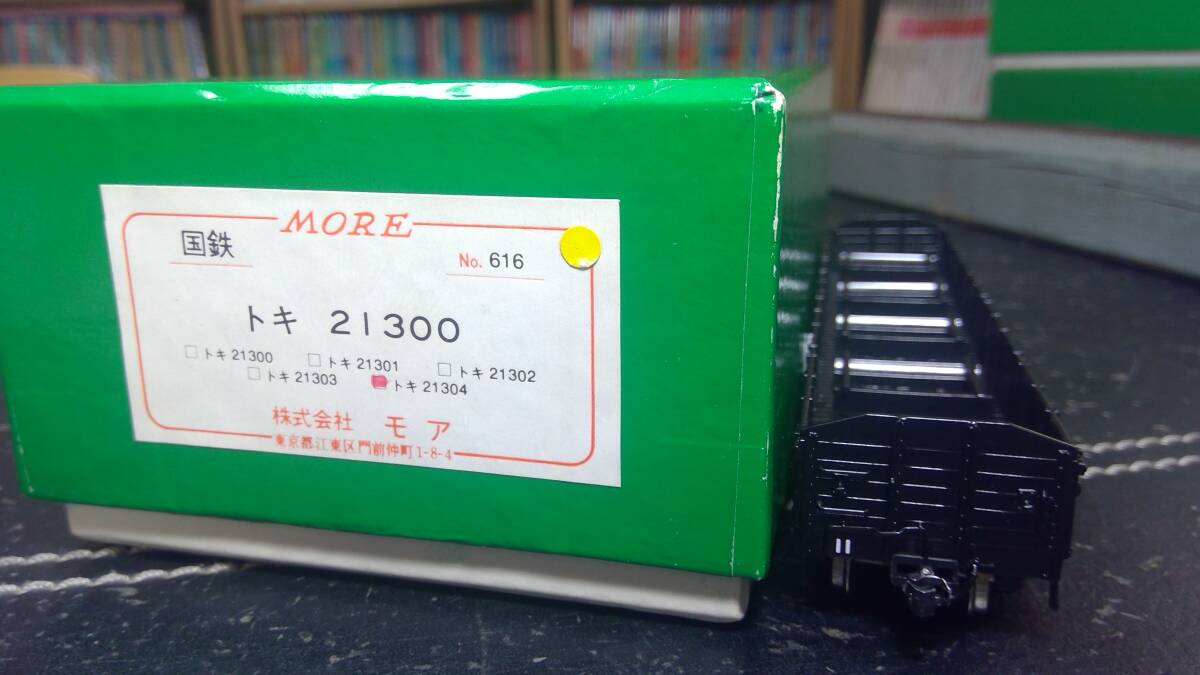 MORE
国鉄
No. 616
トキ 21300
□トキ 21300 □トキ 21301 □トキ 21302
□トキ 21303 ■トキ 21304
株式会社 モア
東京都江東区門前仲町1-8-4